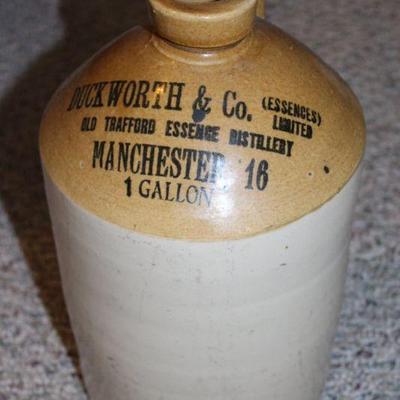 DUCKWORTH & Co. (ESSENCES) LIMITED
OLD TRAFFORD ESSENCE DISTILLERY
MANCHESTER, 16
1 GALLON